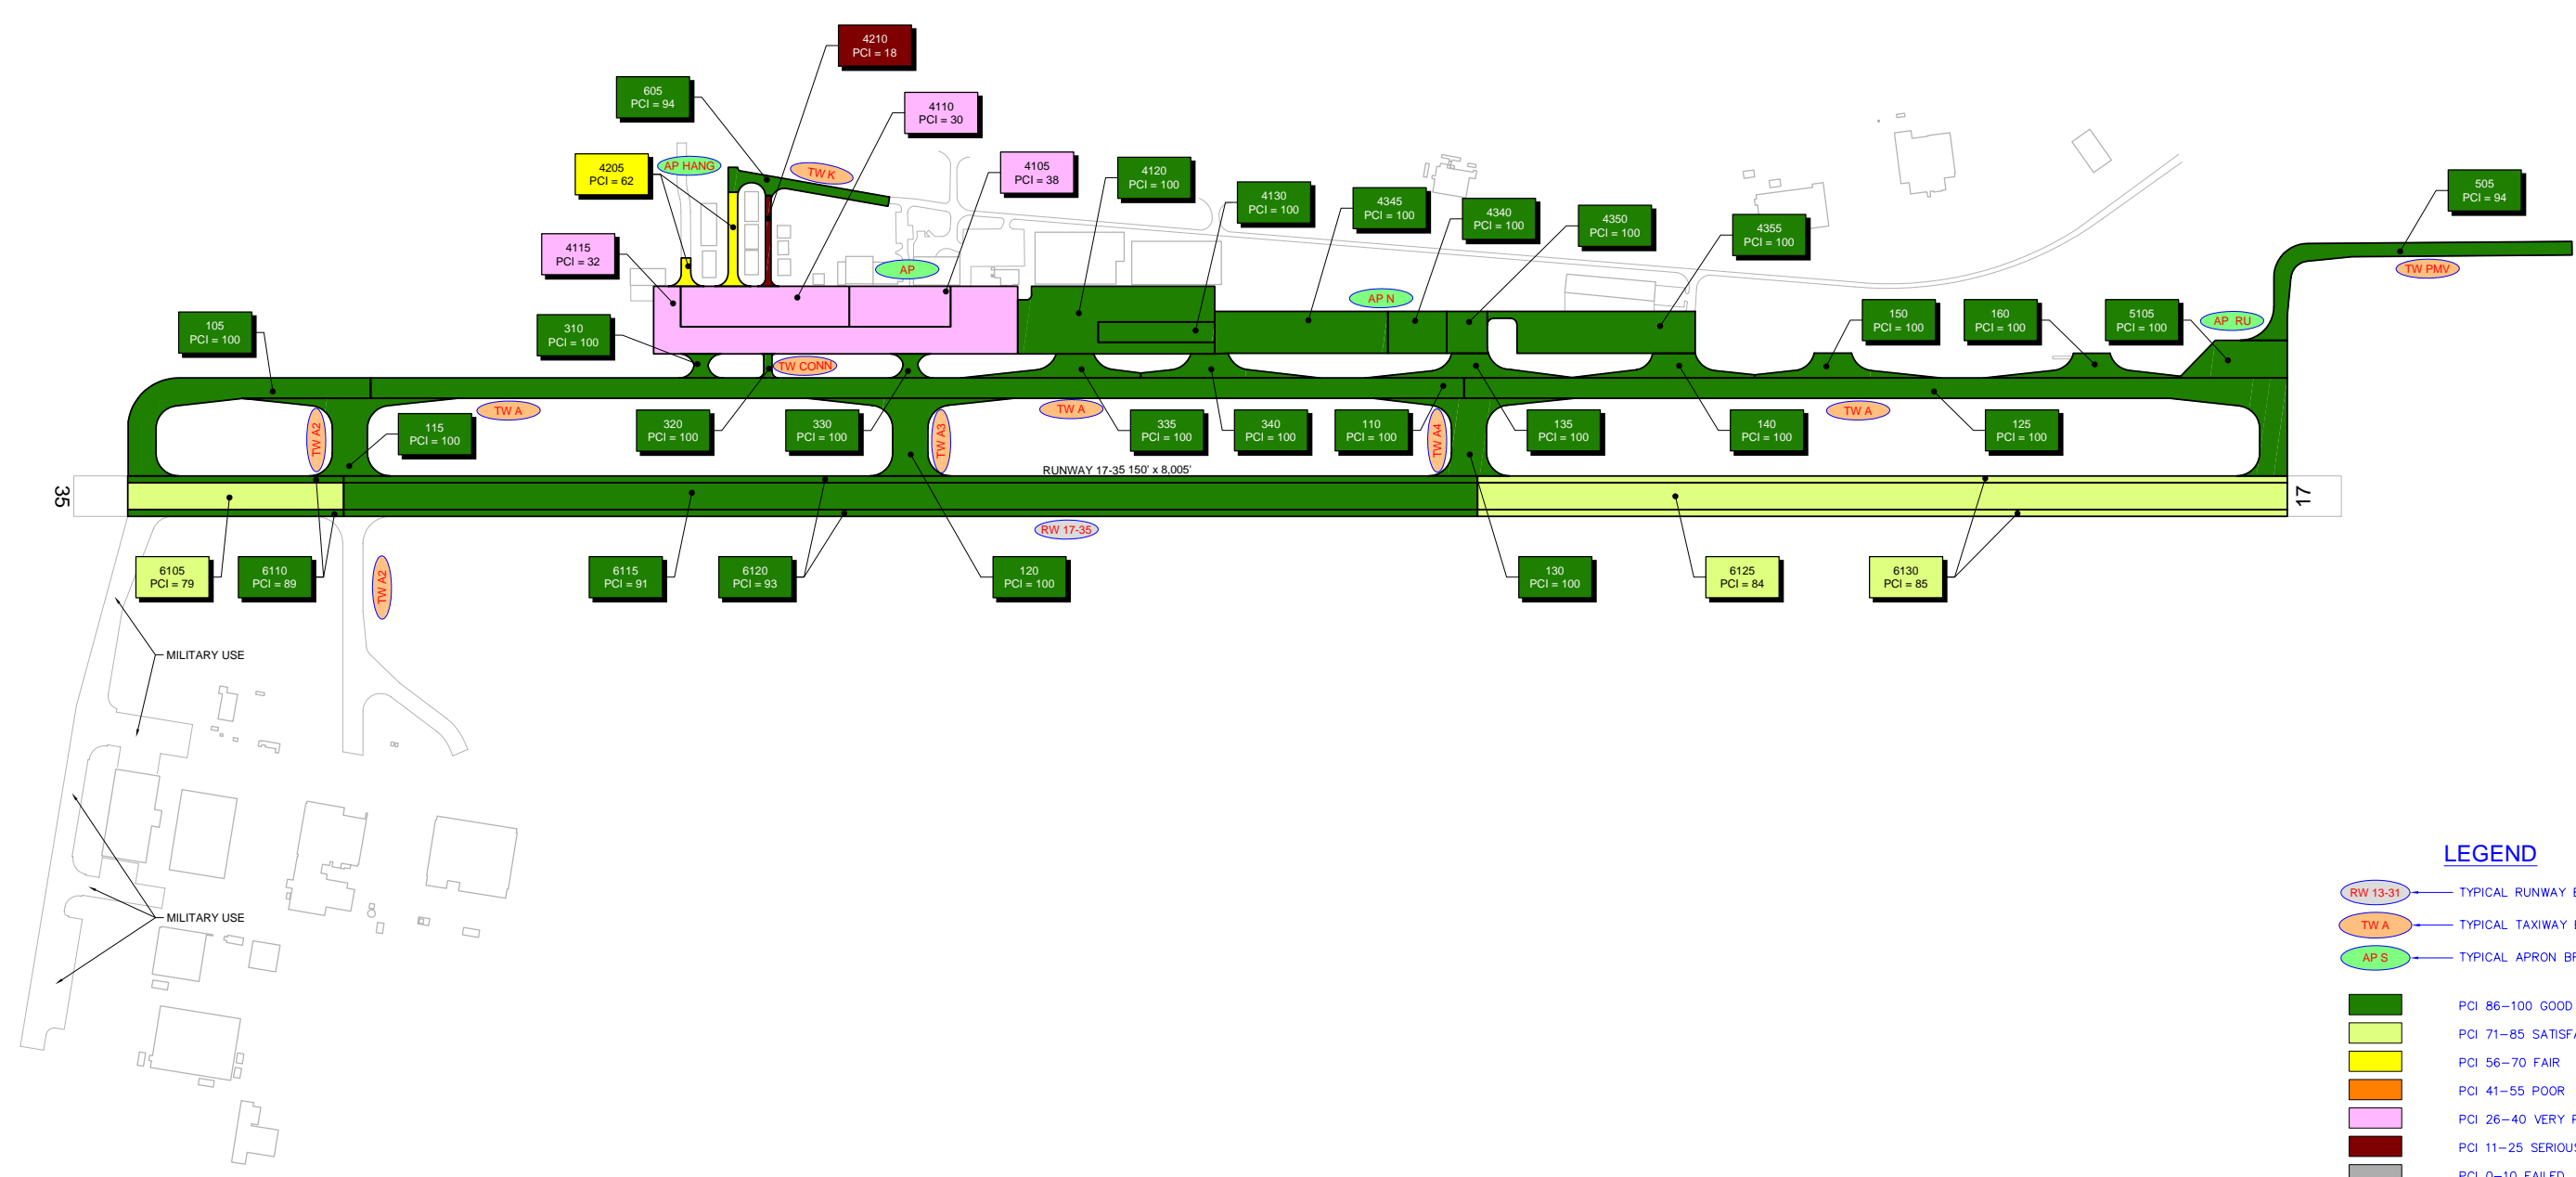 4210
PCI = 18
605
PCI = 94
4110
PCI = 30
4205
PCI = 62
AP HANG
TW K
4105
PCI = 38
4120
PCI = 100
4130
PCI = 100
4345
PCI = 100
4340
PCI = 100
4350
PCI = 100
4355
PCI = 100
505
PCI = 94
4115
PCI = 32
AP
AP N
TW PMV
105
PCI = 100
310
PCI = 100
TW CONN
150
PCI = 100
160
PCI = 100
5105
PCI = 100
AP RU
TW A2
115
PCI = 100
TW A
320
PCI = 100
330
PCI = 100
TW A3
TW A
335
PCI = 100
340
PCI = 100
110
PCI = 100
TW A4
135
PCI = 100
140
PCI = 100
TW A
125
PCI = 100
RUNWAY 17-35 150' x 8,005'
35
17
RW 17-35
6105
PCI = 79
6110
PCI = 89
TW A2
6115
PCI = 91
6120
PCI = 93
120
PCI = 100
130
PCI = 100
6125
PCI = 84
6130
PCI = 85
MILITARY USE
MILITARY USE
LEGEND
RW 13-31 TYPICAL RUNWAY
TW A TYPICAL TAXIWAY
AP S TYPICAL APRON
PCI 86-100 GOOD
PCI 71-85
PCI 56-70 FAIR
PCI 41-55 POOR
PCI 26-40 VERY
PCI 11-25 SERIOUS
PCI 0-10 FAILED